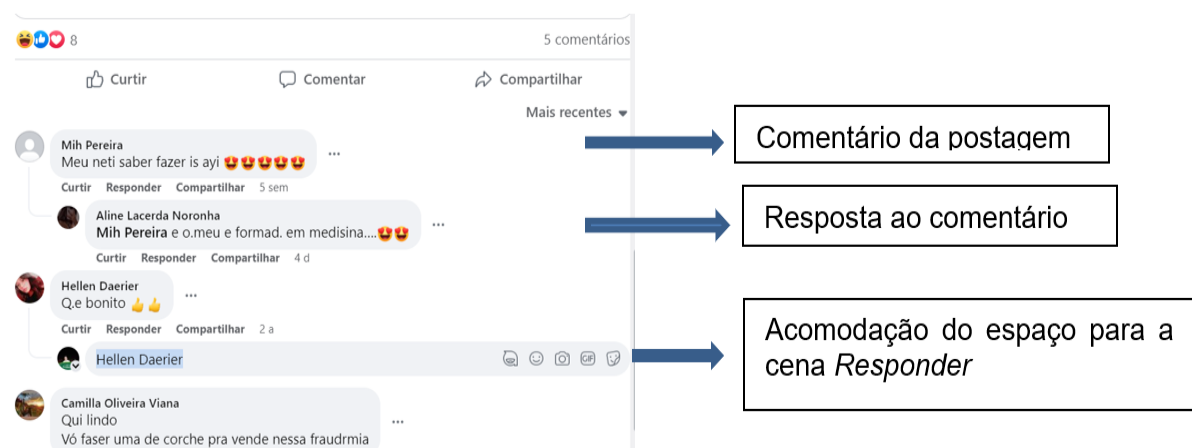 8
5 comentários
Curtir
Comentar
Compartilhar
Mais recentes
Mih Pereira
Meu neti saber fazer is ayi 😍😍😍😍😍
Curtir Responder Compartilhar 5 sem
Aline Lacerda Noronha
Mih Pereira e o.meu e formad. em medisina....😍😍
Curtir Responder Compartilhar 4 d
Hellen Daerier
Q.e bonito 👍👍
Curtir Responder Compartilhar 2 a
Hellen Daerier
GIF
Camilla Oliveira Viana
Qui lindo
Vó faser uma de corche pra vende nessa fraudrmia
Comentário da postagem
Resposta ao comentário
Acomodação do espaço para a
cena Responder